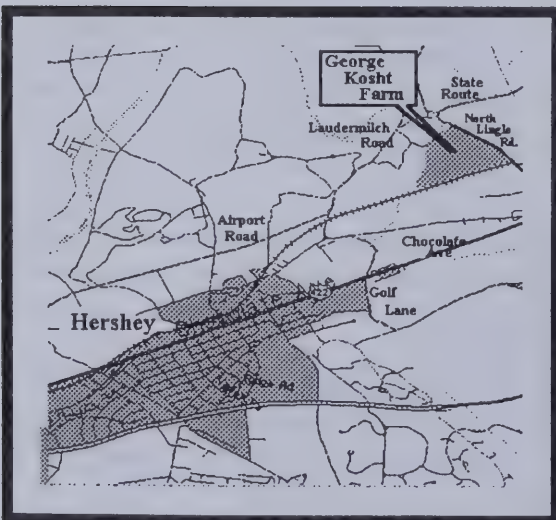 George
Kosht
Farm
State
Route
North
Lingle
Rd.
Laudermilch
Road
Airport
Road
Chocolate
Ave
Golf
Lane
Hershey